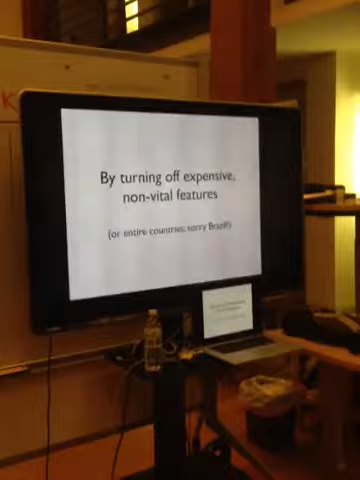 By turning off expensive,
non-vital features
(or entire countries, sorry Brazil!)
K